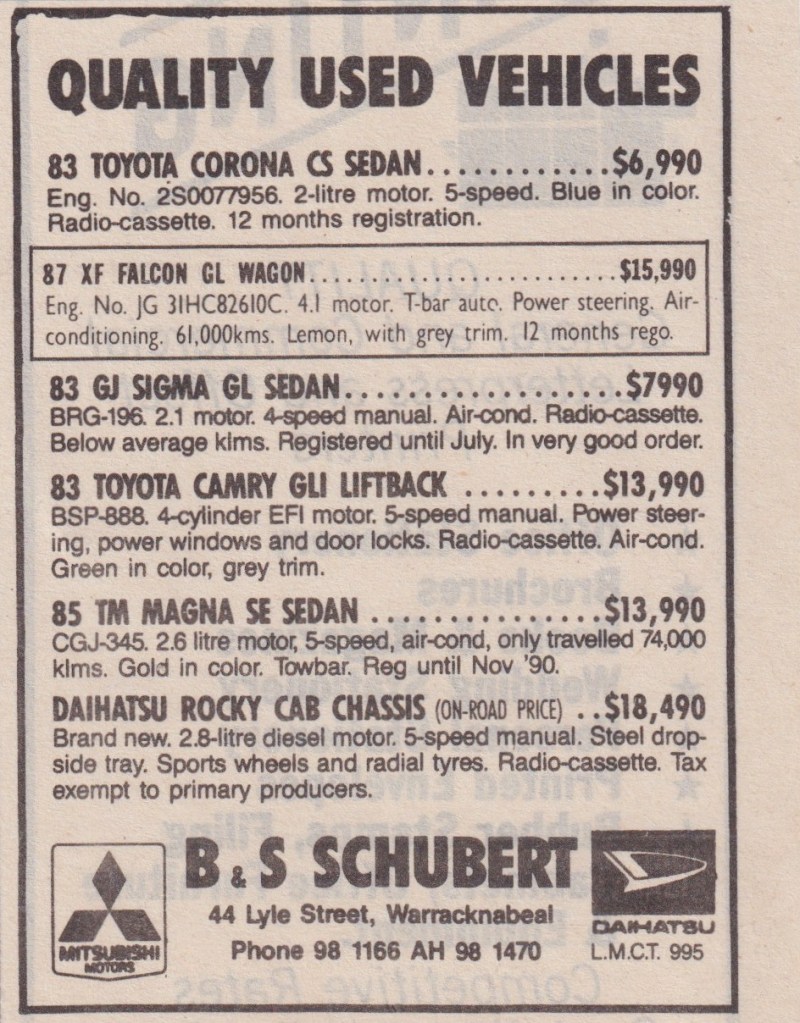 QUALITY USED VEHICLES
83 TOYOTA CORONA CS SEDAN............$6,990
Eng. No. 2S0077956. 2-litre motor. 5-speed. Blue in color.
Radio-cassette. 12 months registration.
87 XF FALCON GL WAGON..........................$15,990
Eng. No. JG 31HC82610C. 4.1 motor. T-bar auto. Power steering. Air-
conditioning. 61,000kms. Lemon, with grey trim. 12 months rego.
83 GJ SIGMA GL SEDAN...................$7990
BRG-196. 2.1 motor. 4-speed manual. Air-cond. Radio-cassette.
Below average klms. Registered until July. In very good order.
83 TOYOTA CAMRY GLI LIFTBACK .........$13,990
BSP-888. 4-cylinder EFI motor. 5-speed manual. Power steer-
ing, power windows and door locks. Radio-cassette. Air-cond.
Green in color, grey trim.
85 TM MAGNA SE SEDAN ................$13,990
CGJ-345. 2.6 litre motor, 5-speed, air-cond, only travelled 74,000
klms. Gold in color. Towbar. Reg until Nov '90.
DAIHATSU ROCKY CAB CHASSIS (ON-ROAD PRICE) ..$18,490
Brand new. 2.8-litre diesel motor. 5-speed manual. Steel drop-
side tray. Sports wheels and radial tyres. Radio-cassette. Tax
exempt to primary producers.
B & S SCHUBERT
44 Lyle Street, Warracknabeal
Phone 98 1166 AH 98 1470
MITSUBISHI
MOTORS
DAIHATSU
L.M.C.T. 995
Brochures
Wedding
Printed Envelopes
Rubber Stamps, Filing
Competitive Rates